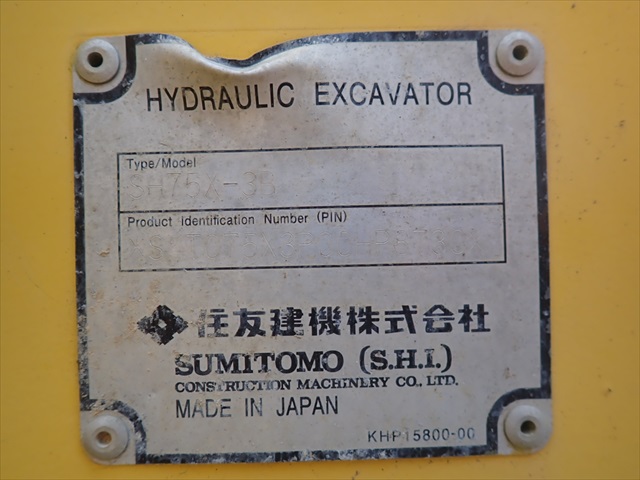 HYDRAULIC EXCAVATOR
Type/Model
Product Identification Number (PIN)
住友建機株式会社
SUMITOMO (S.H.I.)
CONSTRUCTION MACHINERY CO., LTD.
MADE IN JAPAN
KHP15800-00